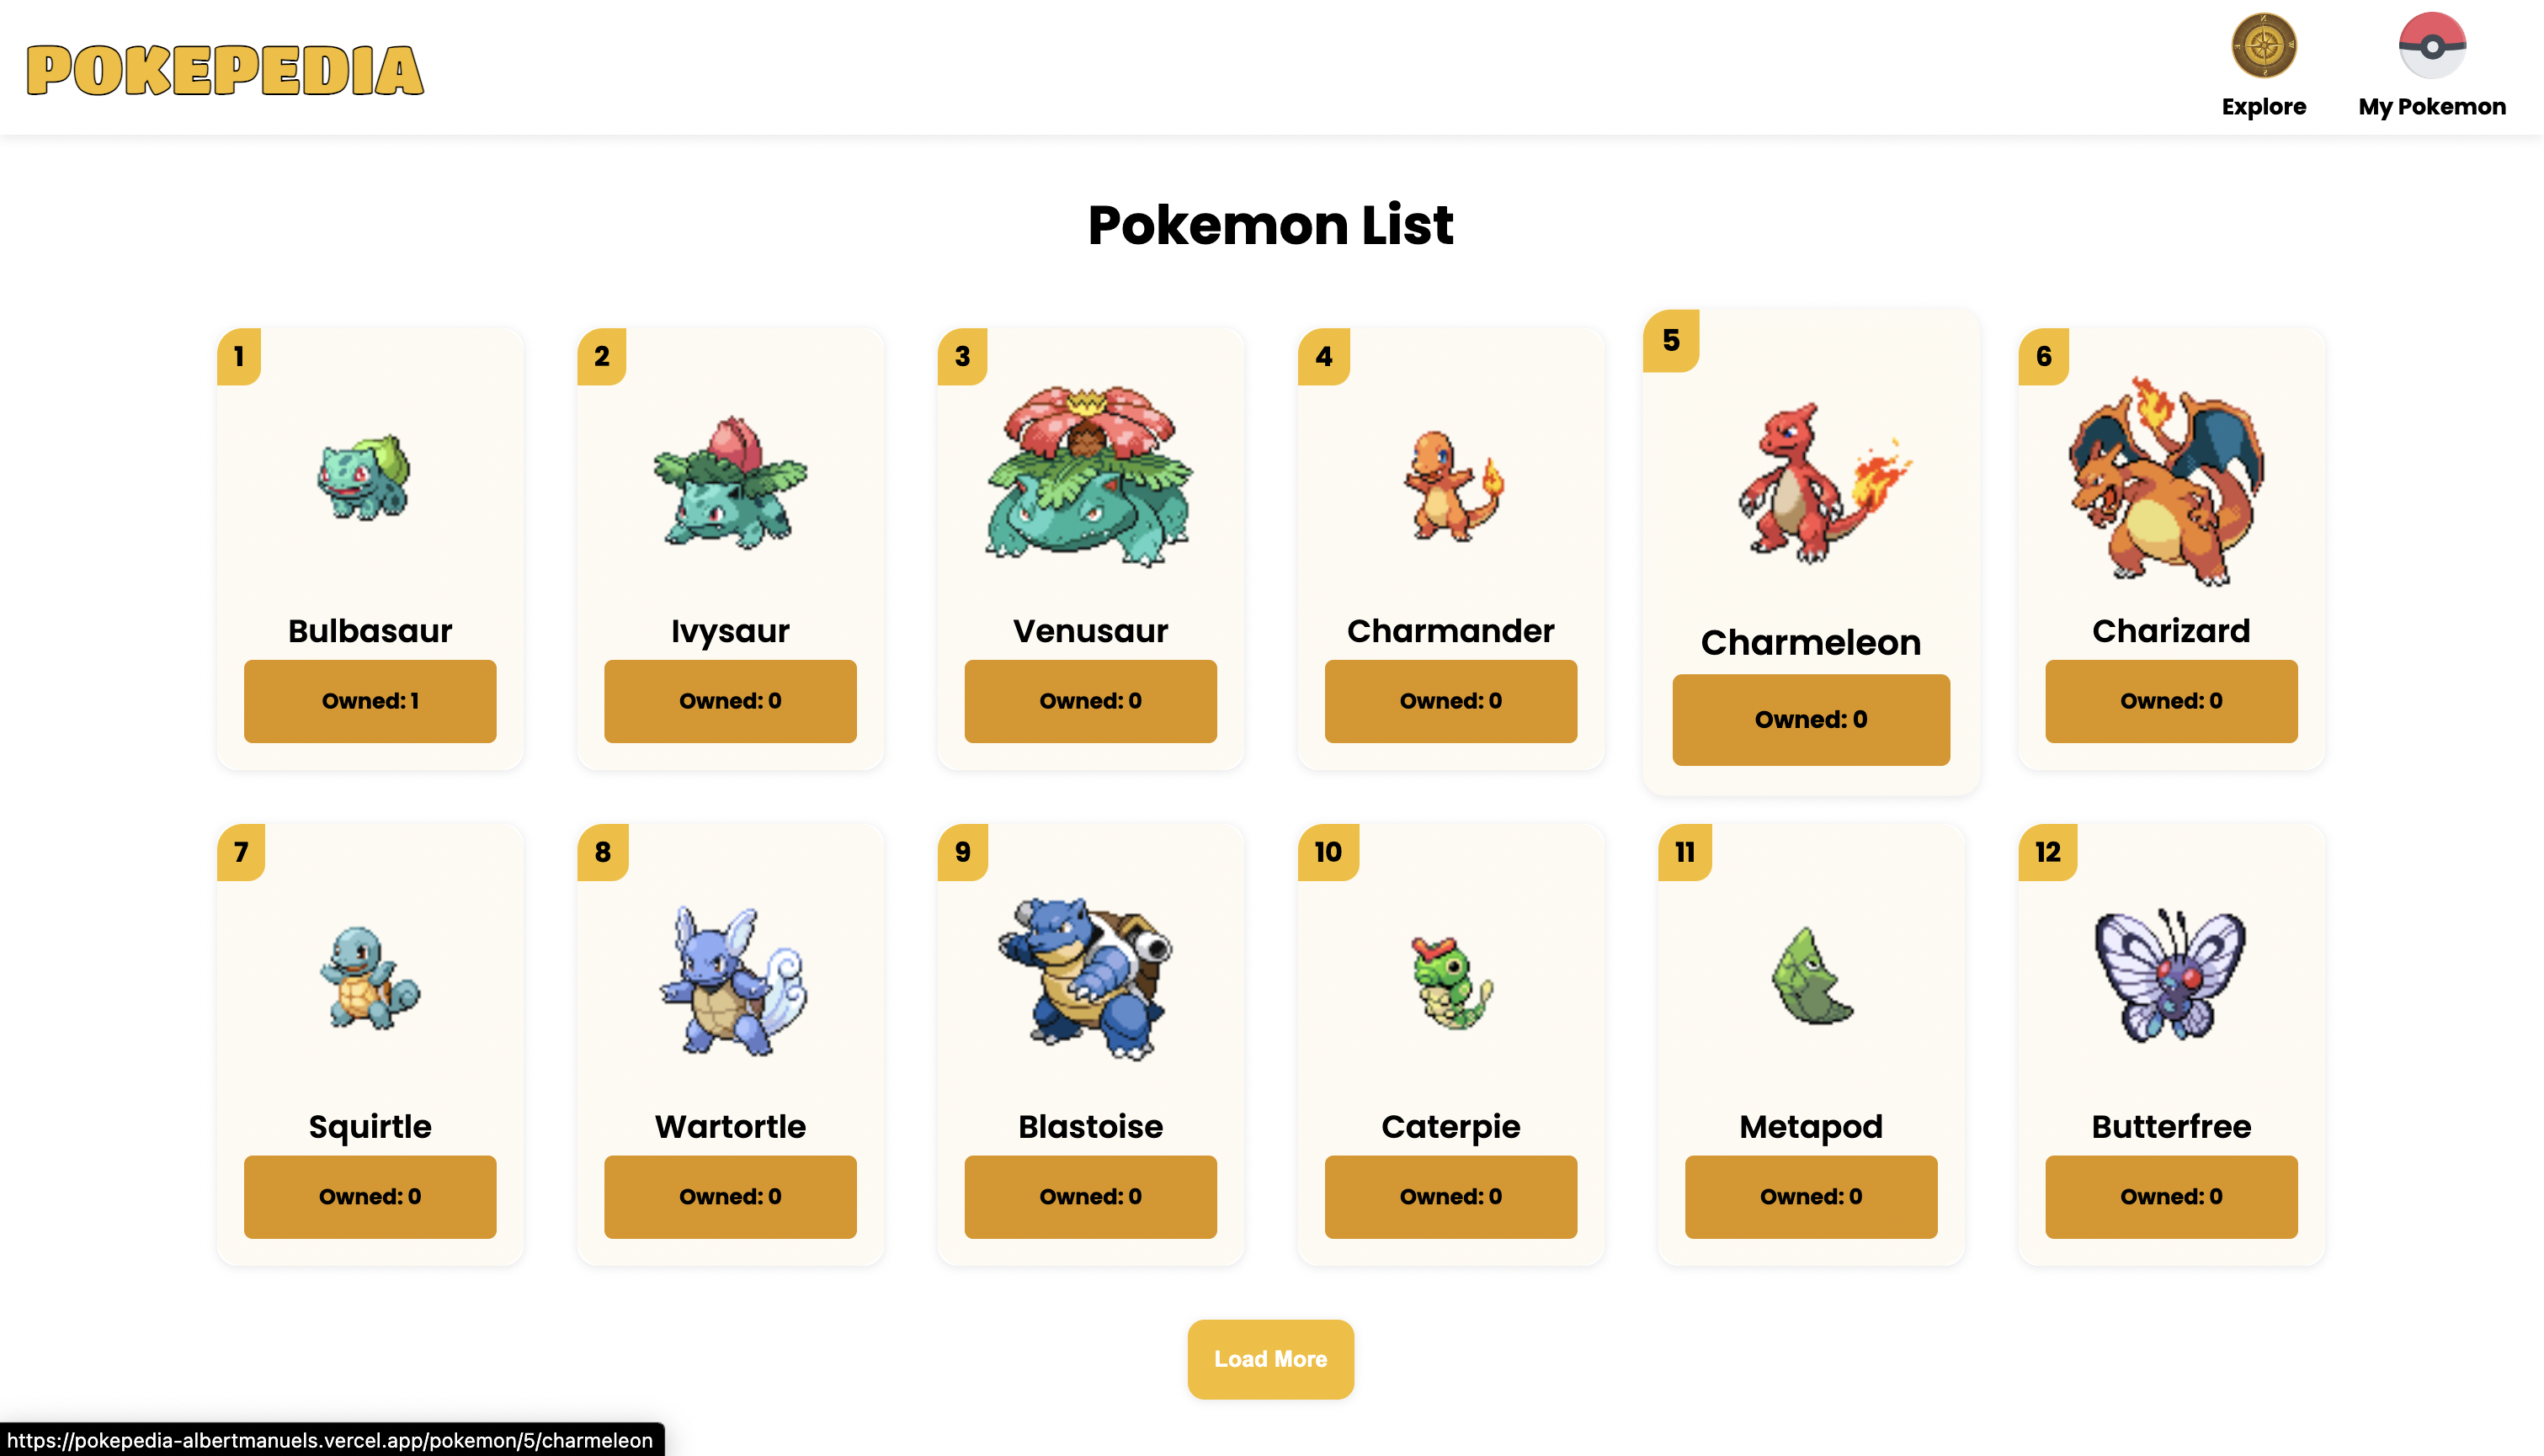 POKEPEDIA
Explore
My Pokemon
Pokemon List
1
Bulbasaur
Owned: 1
2
Ivysaur
Owned: 0
3
Venusaur
Owned: 0
4
Charmander
Owned: 0
5
Charmeleon
Owned: 0
6
Charizard
Owned: 0
7
Squirtle
Owned: 0
8
Wartortle
Owned: 0
9
Blastoise
Owned: 0
10
Caterpie
Owned: 0
11
Metapod
Owned: 0
12
Butterfree
Owned: 0
Load More
https://pokepedia-albertmanuels.vercel.app/pokemon/5/charmeleon